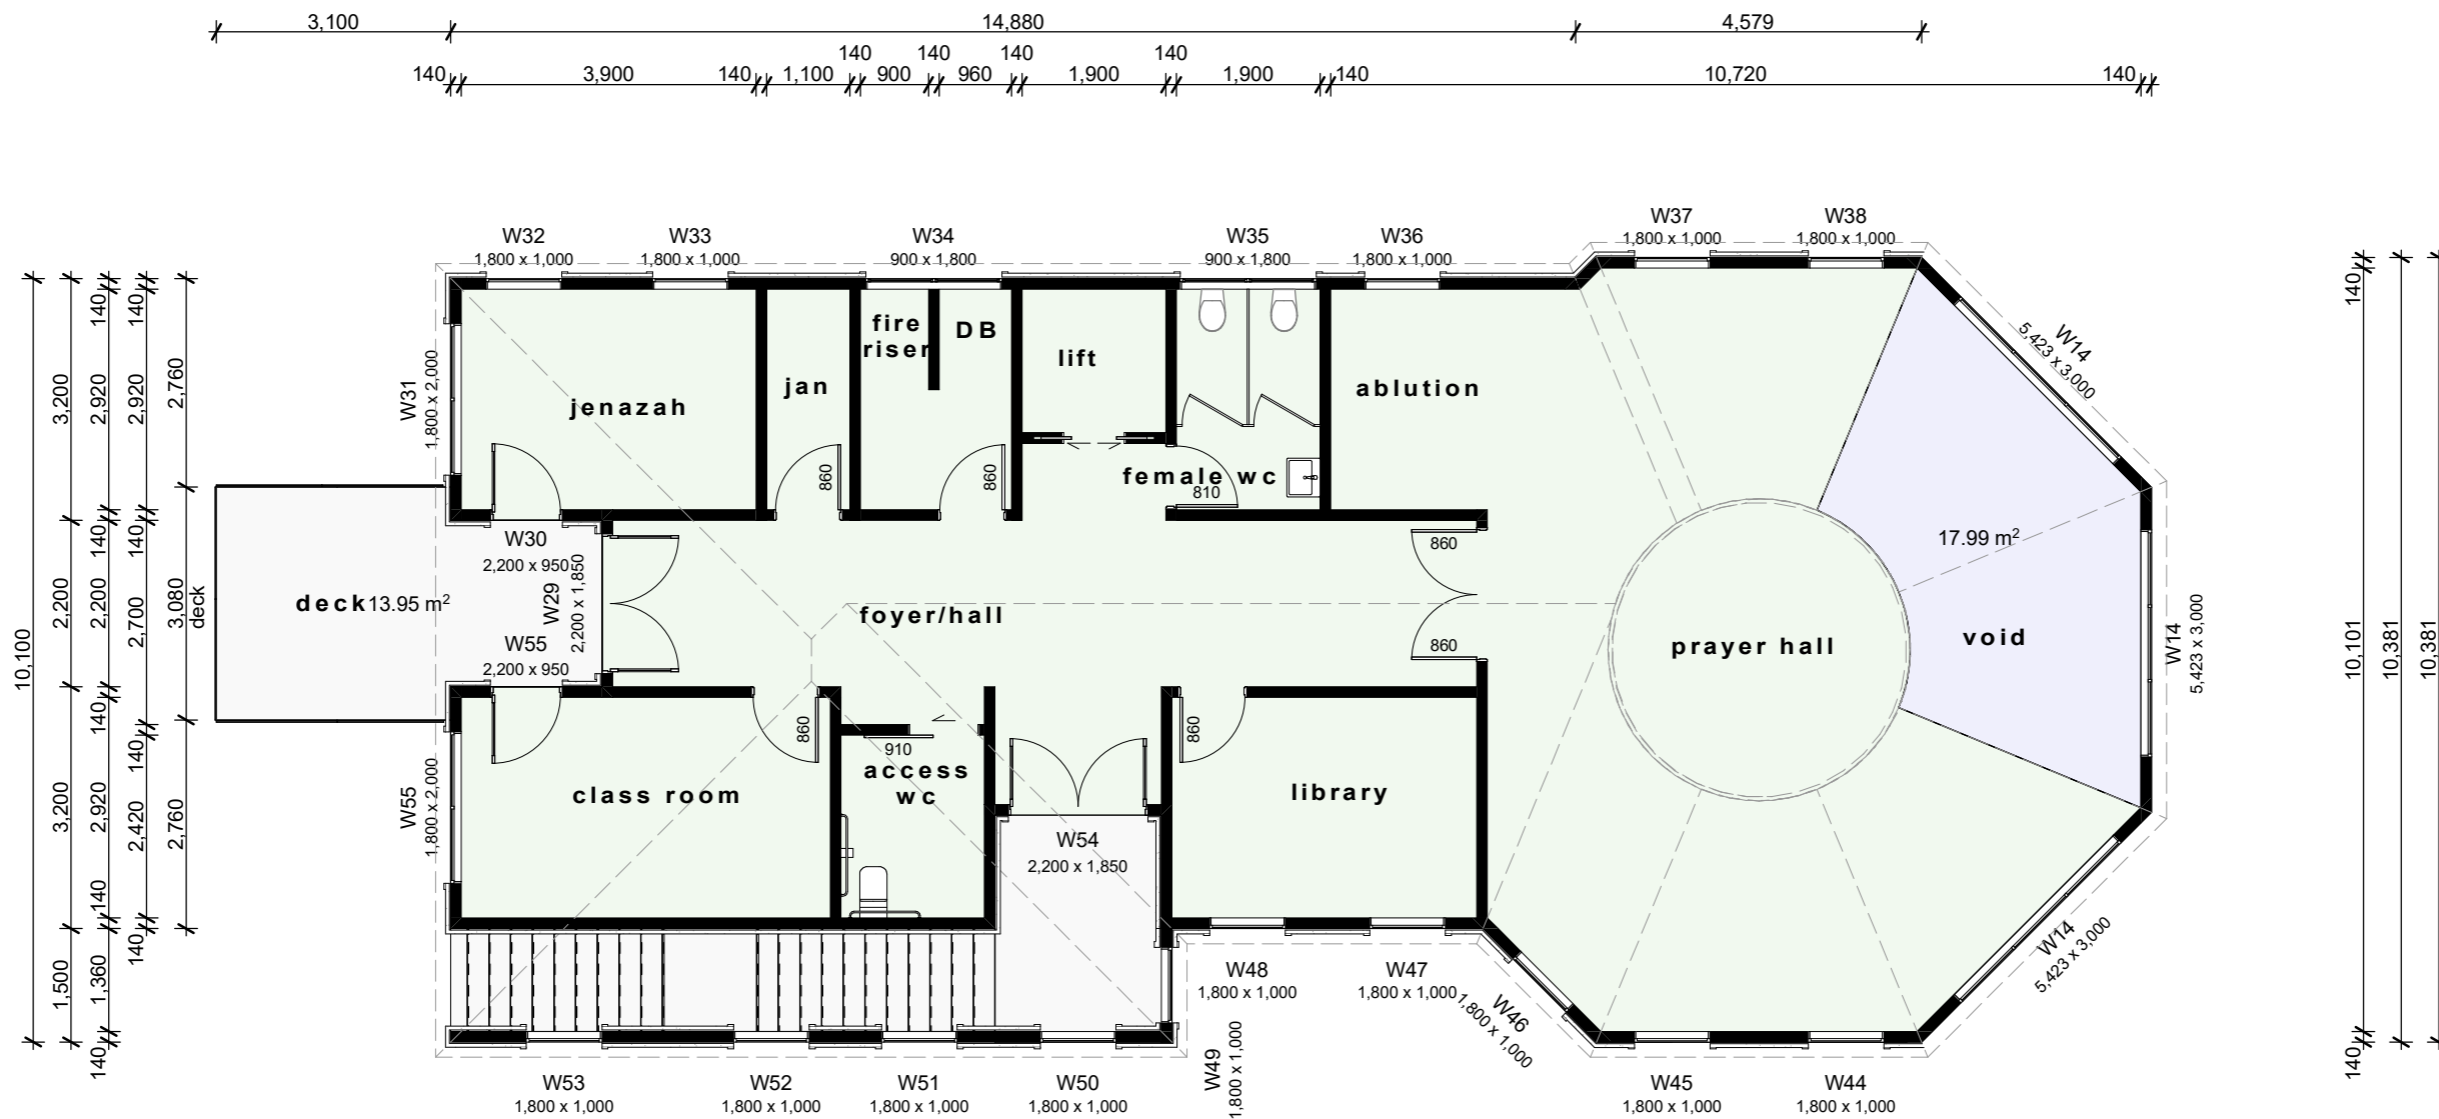 3,100 14,880 4,579
140 140 140 140
140 3,900 140 1,100 900 960 1,900 1,900 140 10,720 140
W37 W38
1,800 x 1,000 1,800 x 1,000
W32 W33 W34 W35 W36
1,800 x 1,000 1,800 x 1,000 900 x 1,800 900 x 1,800 1,800 x 1,000
10,100
3,200
2,200
3,200
1,500
140
2,920
140
2,200
140
2,920
140
1,360
140
140
2,920
140
2,700
140
2,420
140
2,760
3,080
deck
2,760
W31
1,800 x 2,000
fire
riser
DB
lift
jan
jenazah
ablution
860
860
female wc
810
W14
5,423 x 3,000
W30
2,200 x 950
W29
2,200 x 1,850
deck 13.95 m²
W55
2,200 x 950
foyer/hall
860
860
prayer hall
17.99 m²
void
W14
5,423 x 3,000
W55
1,800 x 2,000
class room
860
910
access
wc
860
library
W54
2,200 x 1,850
W14
5,423 x 3,000
W48 W47
1,800 x 1,000 1,800 x 1,000
W46
1,800 x 1,000
W49
1,800 x 1,000
W53 W52 W51 W50 W45 W44
1,800 x 1,000 1,800 x 1,000 1,800 x 1,000 1,800 x 1,000 1,800 x 1,000 1,800 x 1,000
140
10,101
140
10,381
10,381